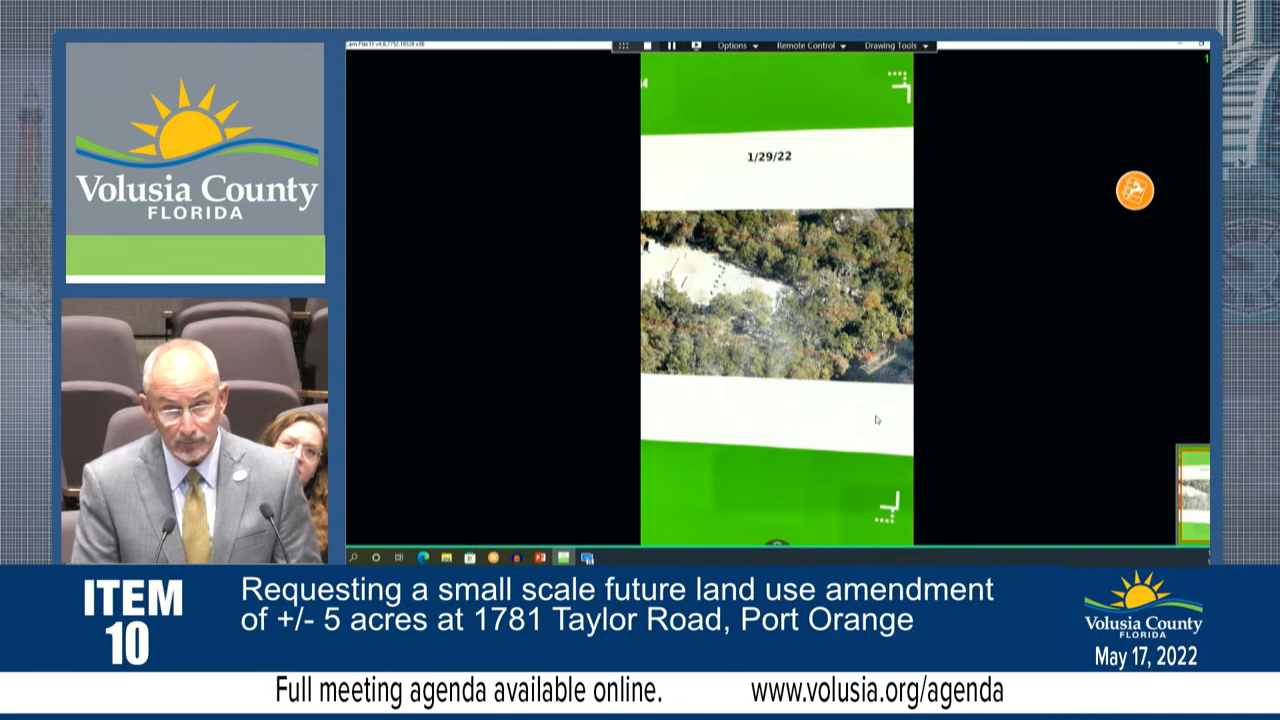 Volusia County
FLORIDA
Options
Remote Control
Drawing Tools
1/29/22
ITEM
10
Requesting a small scale future land use amendment
of +/- 5 acres at 1781 Taylor Road, Port Orange
Volusia County
FLORIDA
May 17, 2022
Full meeting agenda available online.
www.volusia.org/agenda